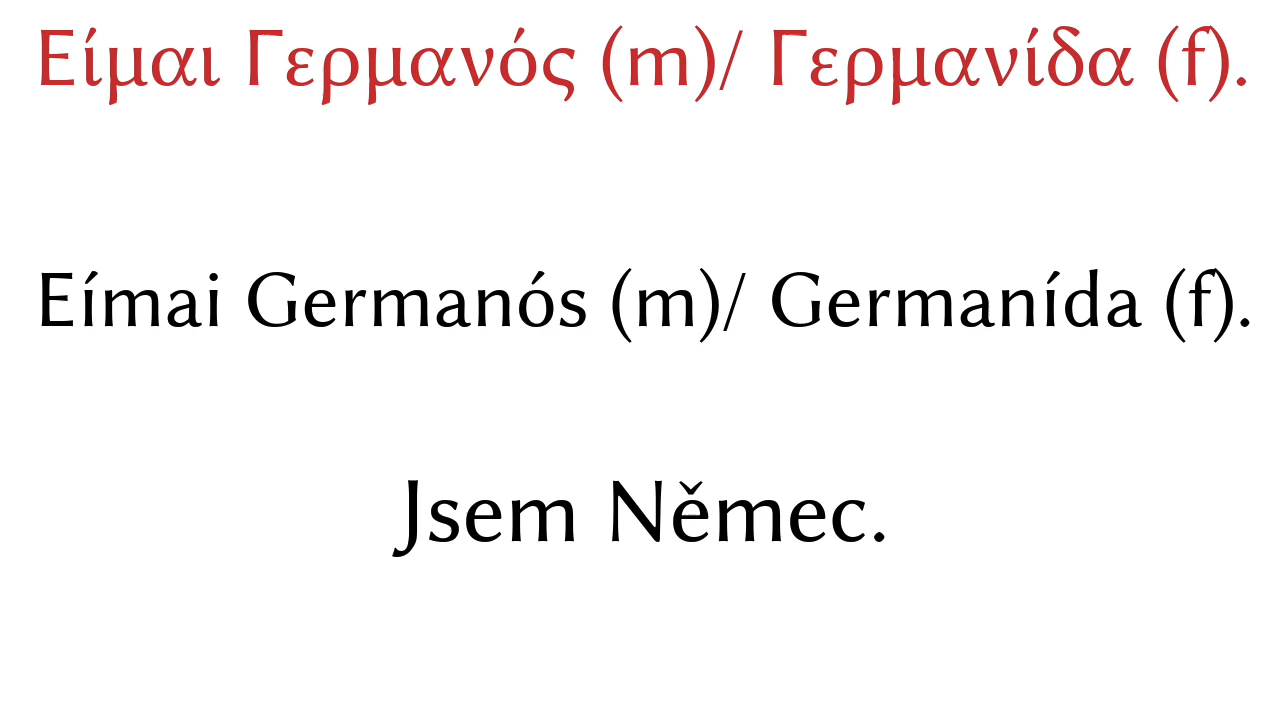 Είμαι Γερμανός (m)/ Γερμανίδα (f).
Eímai Germanós (m)/ Germanída (f).
Jsem Němec.